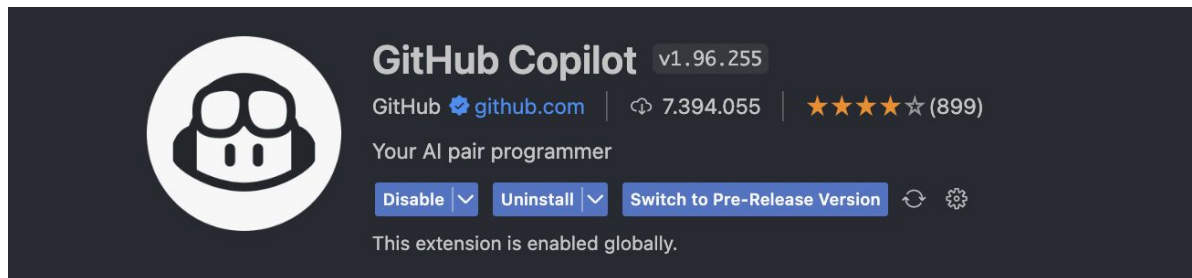 GitHub Copilot v1.96.255
GitHub github.com 7.394.055 (899)
Your AI pair programmer
Disable Uninstall Switch to Pre-Release Version
This extension is enabled globally.